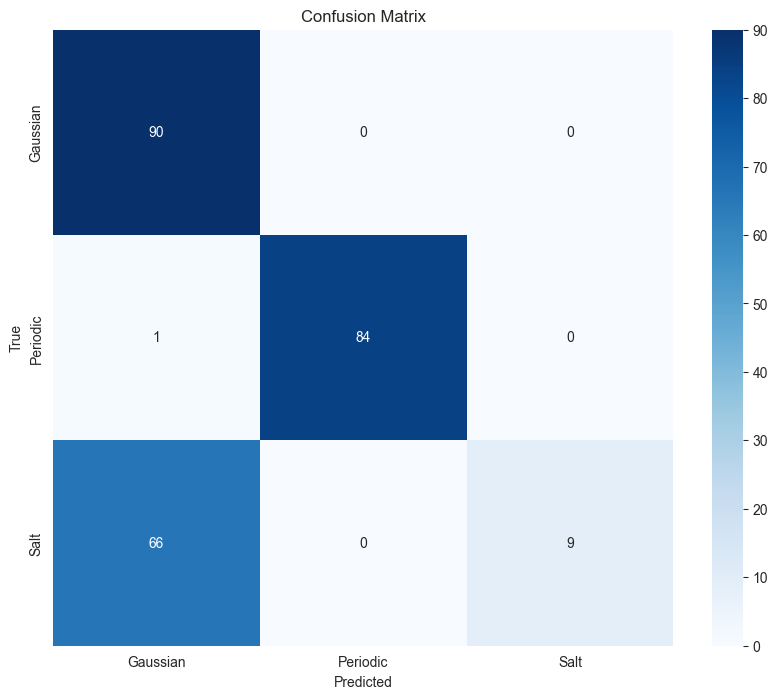 Confusion Matrix
Gaussian
Periodic
Salt
True
90 0 0
1 84 0
66 0 9
Gaussian Periodic Salt
Predicted
90
80
70
60
50
40
30
20
10
0